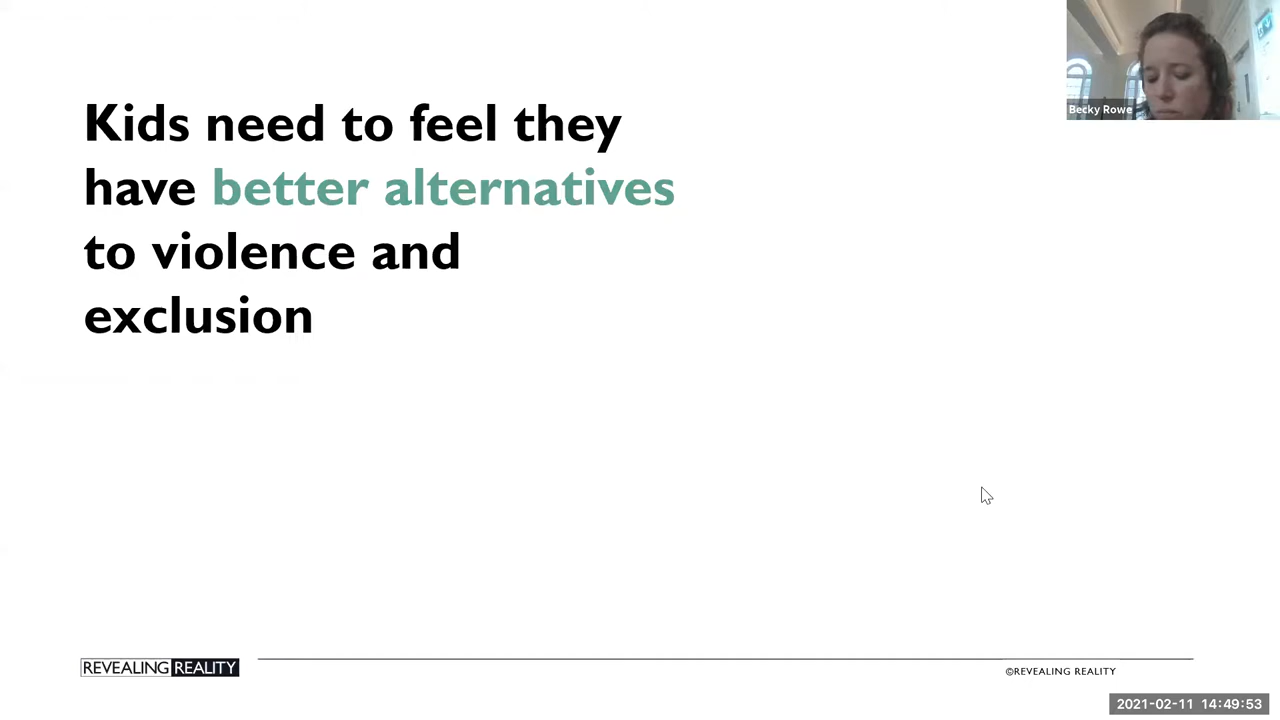 Becky Rowe
Kids need to feel they
have better alternatives
to violence and
exclusion
REVEALING REALITY
©REVEALING REALITY
2021-02-11 14:49:53